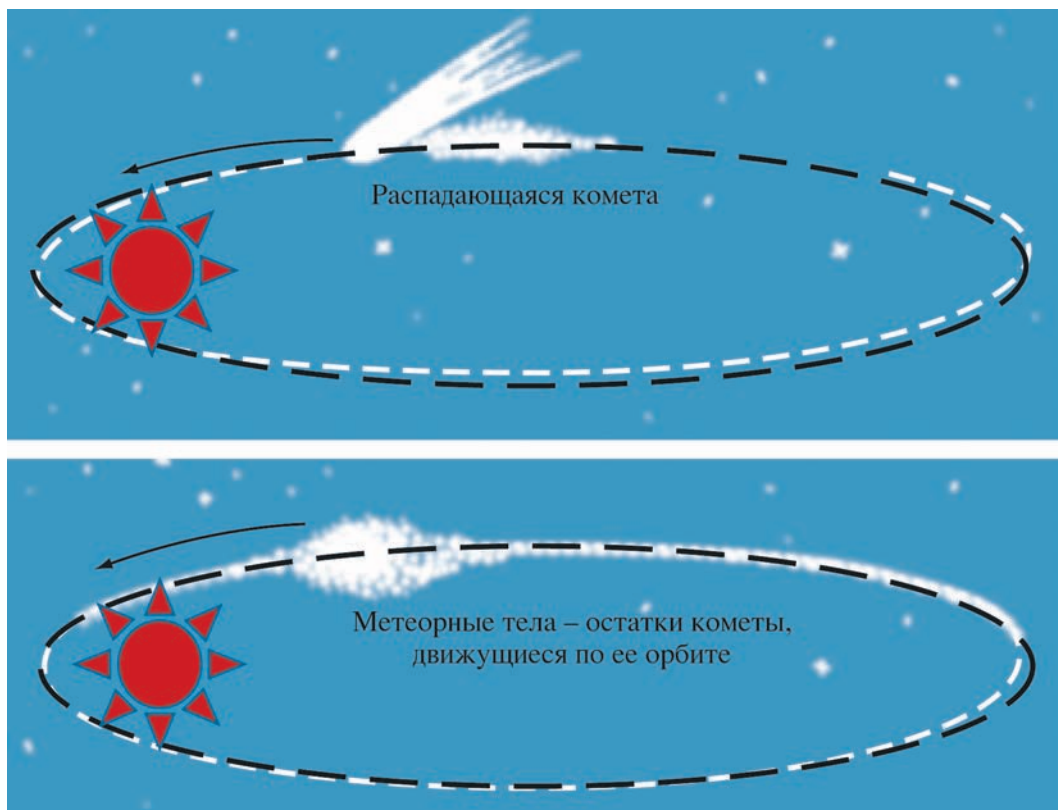 Распадающаяся комета
Метеорные тела – остатки кометы,
движущиеся по ее орбите